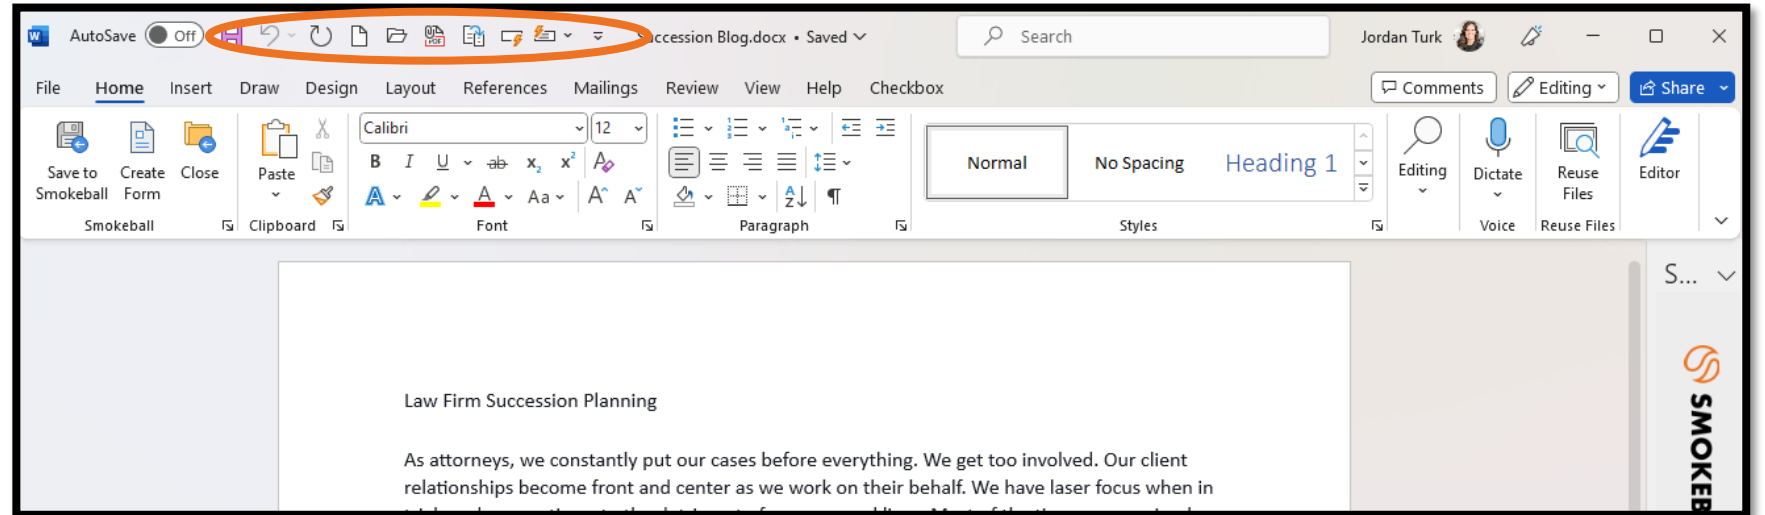 AutoSave Off ccession Blog.docx • Saved Search Jordan Turk
File Home Insert Draw Design Layout References Mailings Review View Help Checkbox Comments Editing Share
Calibri 12
Save to Smokeball
Create Form
Close
Paste
B I U ab x₂ x² A
A A Aa A A A Z
Normal No Spacing Heading 1
Editing
Dictate
Reuse Files
Editor
Smokeball Clipboard Font Paragraph Styles Voice Reuse Files
S...
SMOKEB
Law Firm Succession Planning
As attorneys, we constantly put our cases before everything. We get too involved. Our client
relationships become front and center as we work on their behalf. We have laser focus when in